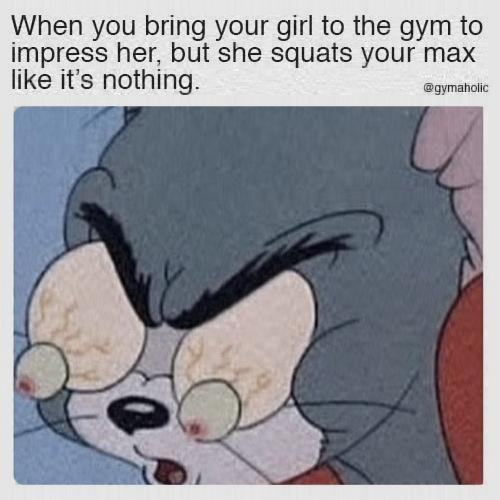 When you bring your girl to the gym to
impress her, but she squats your max
like it’s nothing.
@gymaholic